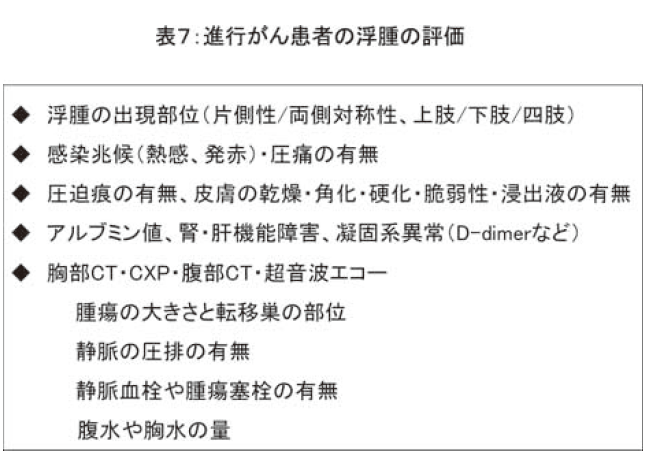 表7:進行がん患者の浮腫の評価
◆ 浮腫の出現部位(片側性/両側対称性、上肢/下肢/四肢)
◆ 感染兆候(熱感、発赤)・圧痛の有無
◆ 圧迫痕の有無、皮膚の乾燥・角化・硬化・脆弱性・浸出液の有無
◆ アルブミン値、腎・肝機能障害、凝固系異常(D-dimerなど)
◆ 胸部CT・CXP・腹部CT・超音波エコー
腫瘍の大きさと転移巣の部位
静脈の圧排の有無
静脈血栓や腫瘍塞栓の有無
腹水や胸水の量